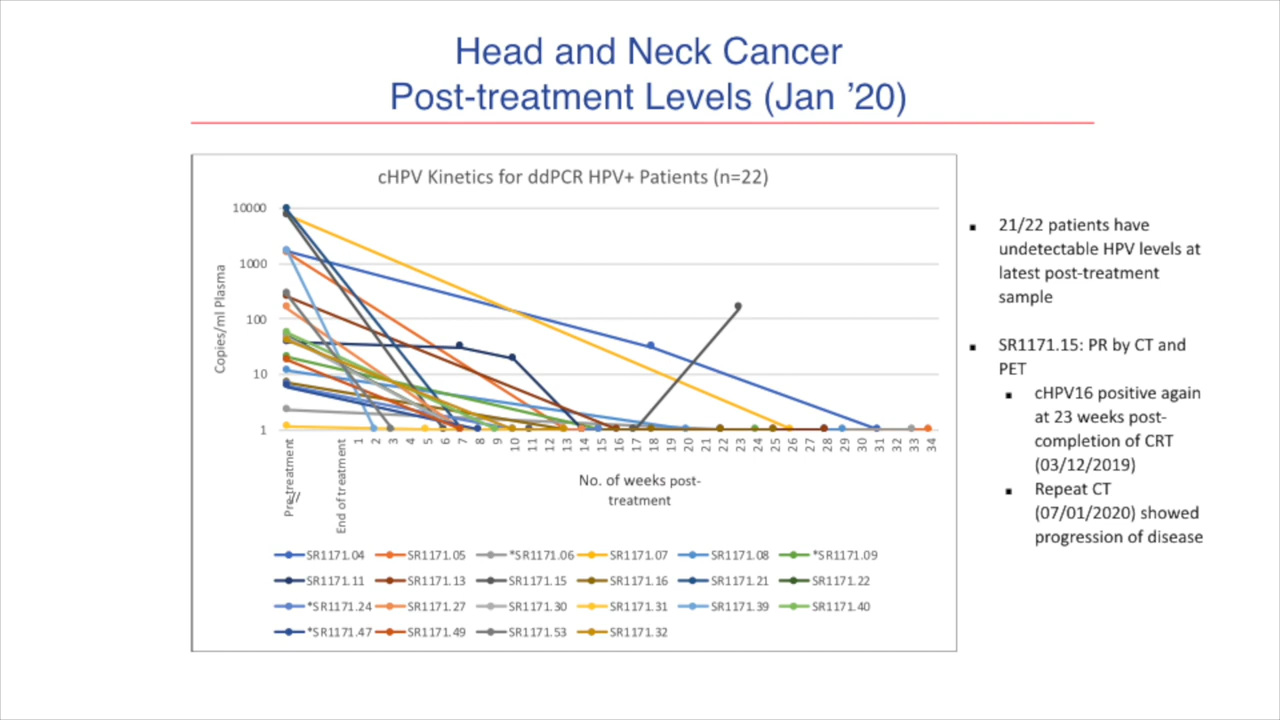 Head and Neck Cancer
Post-treatment Levels (Jan ’20)
cHPV Kinetics for ddPCR HPV+ Patients (n=22)
Copies/ml Plasma
10000
1000
100
10
1
Pre treatment
//
End of treatment
1 2 3 4 5 6 7 8 9 10 11 12 13 14 15 16 17 18 19 20 21 22 23 24 25 26 27 28 29 30 31 32 33 34
No. of weeks post-
treatment
SR1171.04 SR1171.05 *SR1171.06 SR1171.07 SR1171.08 *SR1171.09
SR1171.11 SR1171.13 SR1171.15 SR1171.16 SR1171.21 SR1171.22
*SR1171.24 SR1171.27 SR1171.30 SR1171.31 SR1171.39 SR1171.40
*SR1171.47 SR1171.49 SR1171.53 SR1171.32
▪ 21/22 patients have
undetectable HPV levels at
latest post-treatment
sample
▪ SR1171.15: PR by CT and
PET
▪ cHPV16 positive again
at 23 weeks post-
completion of CRT
(03/12/2019)
▪ Repeat CT
(07/01/2020) showed
progression of disease